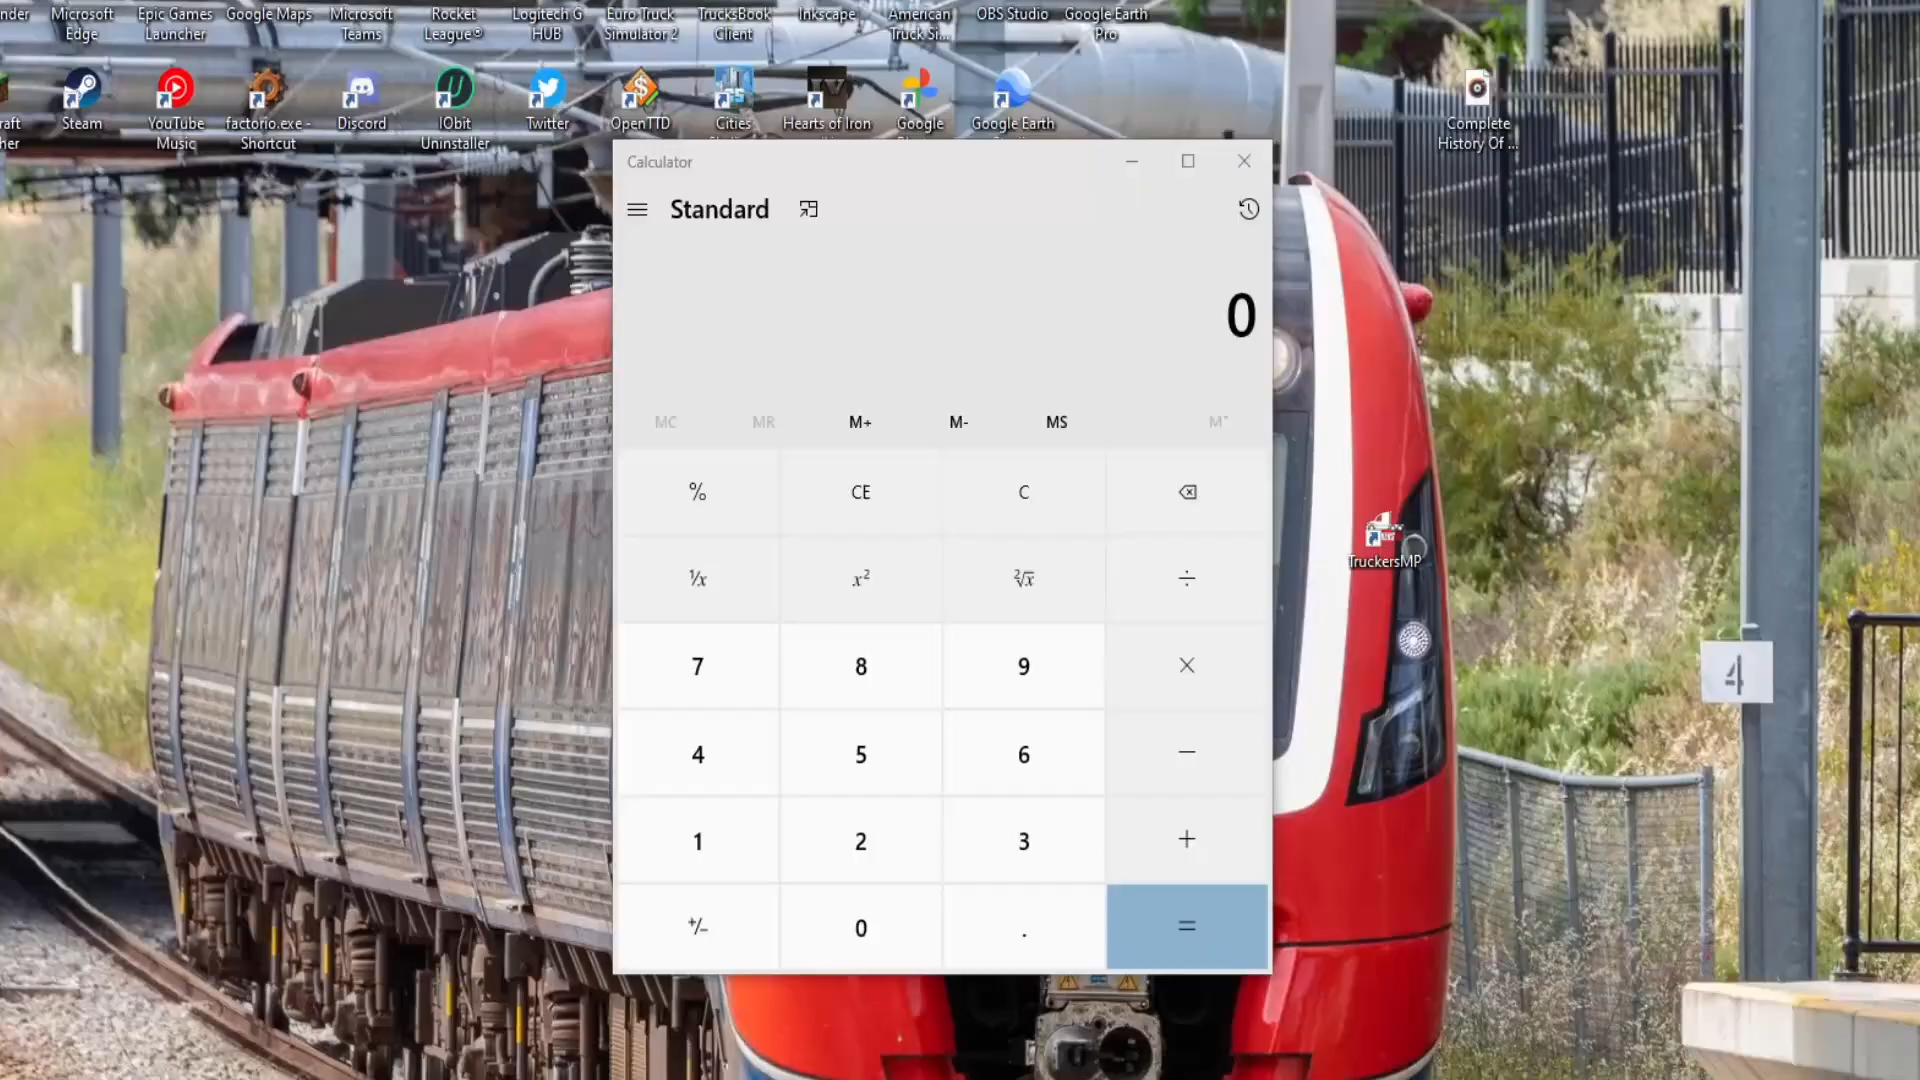 nder
Microsoft Edge
Epic Games Launcher
Google Maps
Microsoft Teams
Rocket League®
Logitech G HUB
Euro Truck Simulator 2
TrucksBook Client
Inkscape
American Truck Si...
OBS Studio
Google Earth Pro
raft
her
Steam
YouTube Music
factorio.exe - Shortcut
Discord
IObit Uninstaller
Twitter
OpenTTD
Cities
Hearts of Iron
Google
Google Earth
Complete History Of ...
Calculator
Standard
0
MC MR M+ M- MS M˅
% CE C
⅟x x² ²√x ÷
7 8 9 ×
4 5 6 −
1 2 3 +
+/− 0 . =
TruckersMP
4